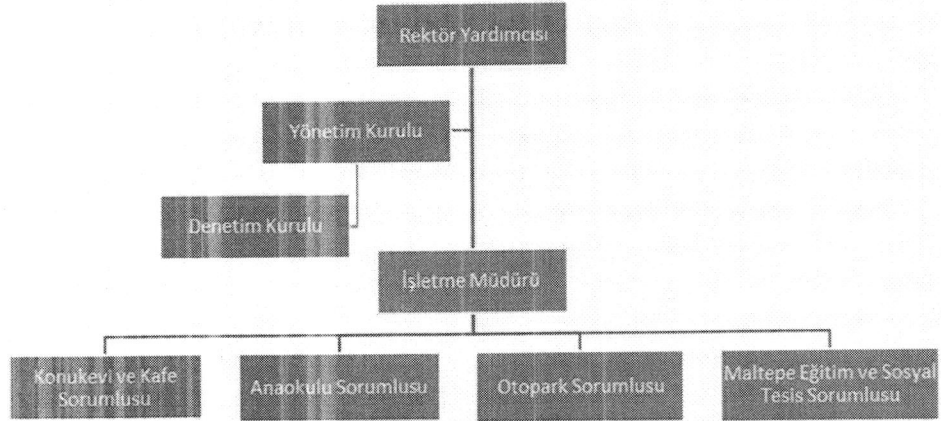 Rektör Yardımcısı
Yönetim Kurulu
Denetim Kurulu
İşletme Müdürü
Konukevi ve Kafe
Sorumlusu
Anaokulu Sorumlusu
Otopark Sorumlusu
Maltepe Eğitim ve Sosyal
Tesis Sorumlusu